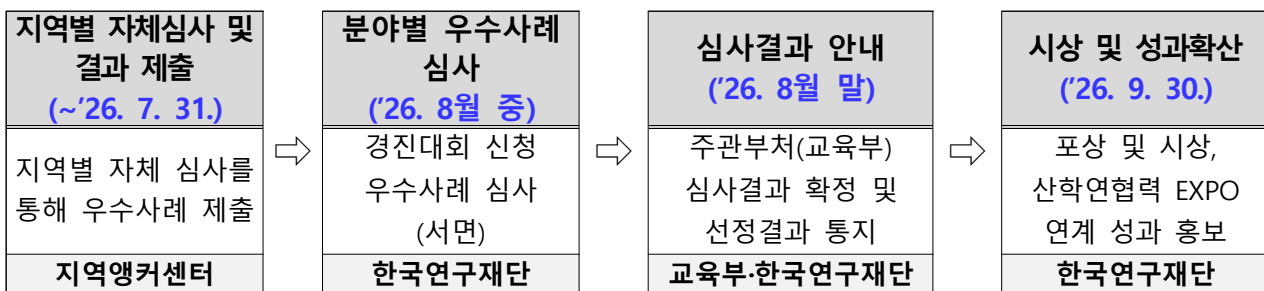 지역별 자체심사 및
결과 제출
(~'26. 7. 31.)
지역별 자체 심사를
통해 우수사례 제출
지역앵커센터
⇨
분야별 우수사례
심사
('26. 8월 중)
경진대회 신청
우수사례 심사
(서면)
한국연구재단
⇨
심사결과 안내
('26. 8월 말)
주관부처(교육부)
심사결과 확정 및
선정결과 통지
교육부·한국연구재단
⇨
시상 및 성과확산
('26. 9. 30.)
포상 및 시상,
산학연협력 EXPO
연계 성과 홍보
한국연구재단